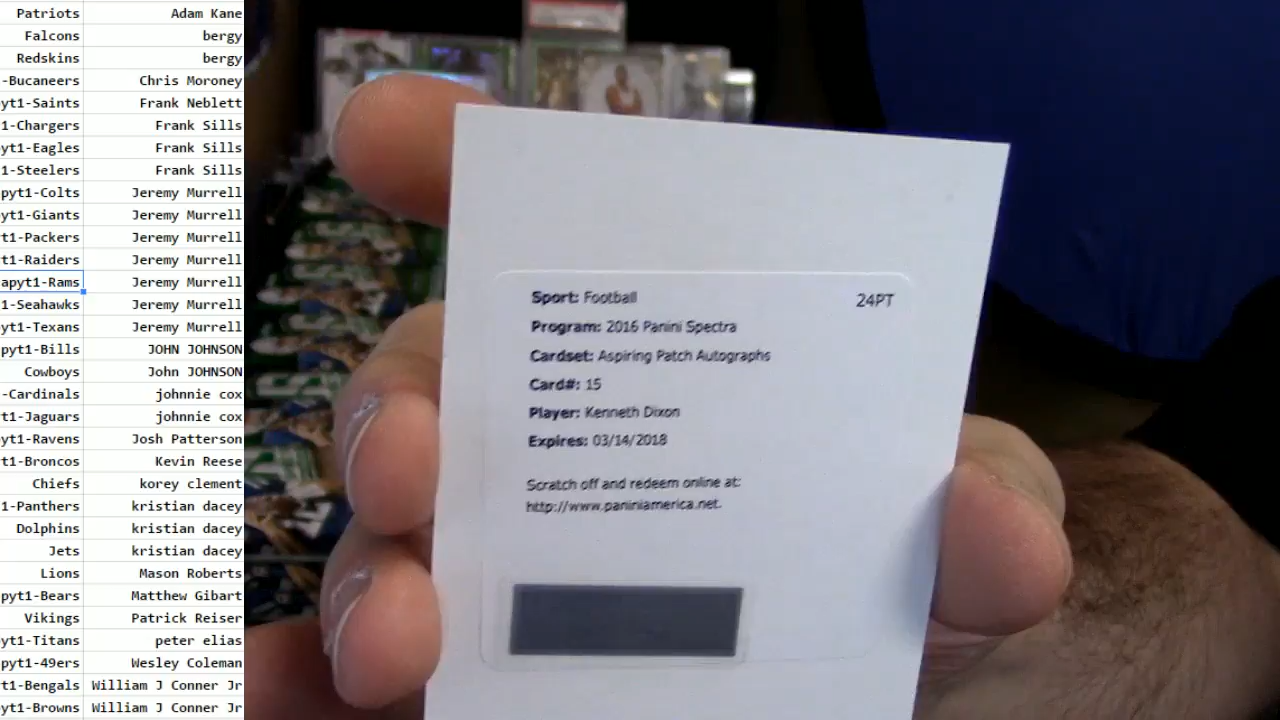 Patriots Adam Kane
Falcons bergy
Redskins bergy
-Bucaneers Chris Moroney
yt1-Saints Frank Neblett
1-Chargers Frank Sills
yt1-Eagles Frank Sills
1-Steelers Frank Sills
pyt1-Colts Jeremy Murrell
yt1-Giants Jeremy Murrell
t1-Packers Jeremy Murrell
t1-Raiders Jeremy Murrell
apyt1-Rams Jeremy Murrell
1-Seahawks Jeremy Murrell
yt1-Texans Jeremy Murrell
pyt1-Bills JOHN JOHNSON
Cowboys John JOHNSON
-Cardinals johnnie cox
t1-Jaguars johnnie cox
yt1-Ravens Josh Patterson
t1-Broncos Kevin Reese
Chiefs korey clement
1-Panthers kristian dacey
Dolphins kristian dacey
Jets kristian dacey
Lions Mason Roberts
pyt1-Bears Matthew Gibart
Vikings Patrick Reiser
yt1-Titans peter elias
pyt1-49ers Wesley Coleman
t1-Bengals William J Conner Jr
yt1-Browns William J Conner Jr
Sport: Football 24PT
Program: 2016 Panini Spectra
Cardset: Aspiring Patch Autographs
Card#: 15
Player: Kenneth Dixon
Expires: 03/14/2018
Scratch off and redeem online at:
http://www.paniniamerica.net.